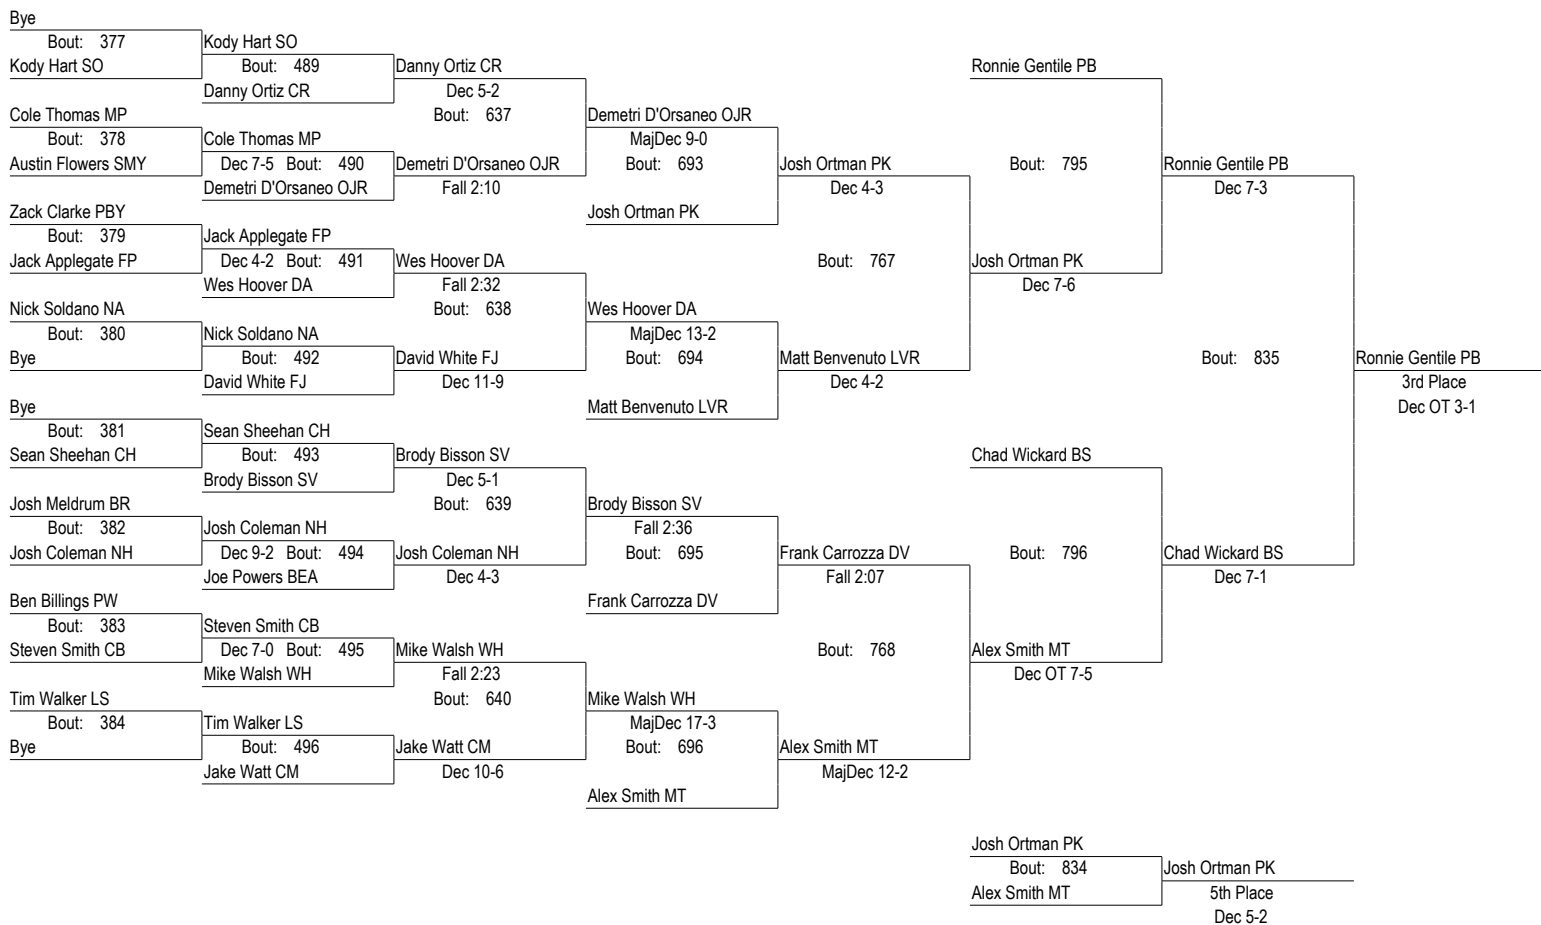 Bye
Bout: 377
Kody Hart SO
Cole Thomas MP
Bout: 378
Austin Flowers SMY
Zack Clarke PBY
Bout: 379
Jack Applegate FP
Nick Soldano NA
Bout: 380
Bye
Bye
Bout: 381
Sean Sheehan CH
Josh Meldrum BR
Bout: 382
Josh Coleman NH
Ben Billings PW
Bout: 383
Steven Smith CB
Tim Walker LS
Bout: 384
Bye
Kody Hart SO
Bout: 489
Danny Ortiz CR
Cole Thomas MP
Dec 7-5 Bout: 490
Demetri D'Orsaneo OJR
Jack Applegate FP
Dec 4-2 Bout: 491
Wes Hoover DA
Nick Soldano NA
Bout: 492
David White FJ
Sean Sheehan CH
Bout: 493
Brody Bisson SV
Josh Coleman NH
Dec 9-2 Bout: 494
Joe Powers BEA
Steven Smith CB
Dec 7-0 Bout: 495
Mike Walsh WH
Tim Walker LS
Bout: 496
Jake Watt CM
Danny Ortiz CR
Dec 5-2
Bout: 637
Demetri D'Orsaneo OJR
Fall 2:10
Wes Hoover DA
Fall 2:32
Bout: 638
David White FJ
Dec 11-9
Brody Bisson SV
Dec 5-1
Bout: 639
Josh Coleman NH
Dec 4-3
Mike Walsh WH
Fall 2:23
Bout: 640
Jake Watt CM
Dec 10-6
Demetri D'Orsaneo OJR
MajDec 9-0
Bout: 693
Josh Ortman PK
Wes Hoover DA
MajDec 13-2
Bout: 694
Matt Benvenuto LVR
Brody Bisson SV
Fall 2:36
Bout: 695
Frank Carrozza DV
Mike Walsh WH
MajDec 17-3
Bout: 696
Alex Smith MT
Josh Ortman PK
Dec 4-3
Bout: 767
Matt Benvenuto LVR
Dec 4-2
Frank Carrozza DV
Fall 2:07
Bout: 768
Alex Smith MT
MajDec 12-2
Ronnie Gentile PB
Bout: 795
Josh Ortman PK
Dec 7-6
Chad Wickard BS
Bout: 796
Alex Smith MT
Dec OT 7-5
Ronnie Gentile PB
Dec 7-3
Bout: 835
Chad Wickard BS
Dec 7-1
Ronnie Gentile PB
3rd Place
Dec OT 3-1
Josh Ortman PK
Bout: 834
Alex Smith MT
Josh Ortman PK
5th Place
Dec 5-2